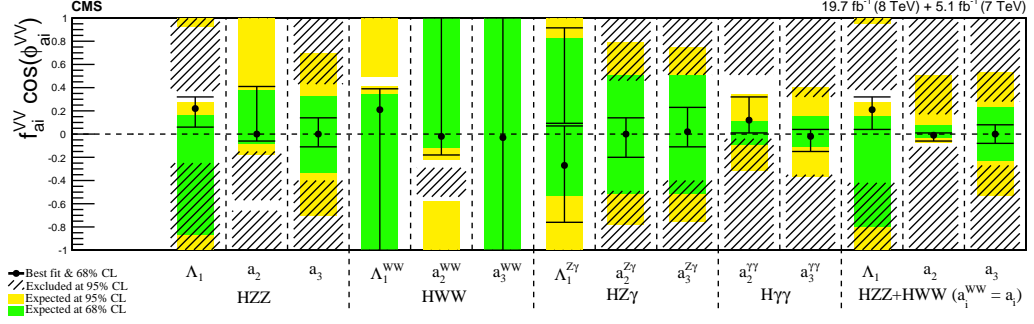 CMS 19.7 fb⁻¹ (8 TeV) + 5.1 fb⁻¹ (7 TeV)
f_{ai}^{VV} cos(ϕ_{ai}^{VV})
1
0.8
0.6
0.4
0.2
0
-0.2
-0.4
-0.6
-0.8
-1
Λ₁ a₂ a₃ Λ₁^{WW} a₂^{WW} a₃^{WW} Λ₁^{Zγ} a₂^{Zγ} a₃^{Zγ} a₂^{γγ} a₃^{γγ} Λ₁ a₂ a₃
HZZ HWW HZγ Hγγ HZZ+HWW (a_i^{WW} = a_i)
Best fit & 68% CL
Excluded at 95% CL
Expected at 95% CL
Expected at 68% CL